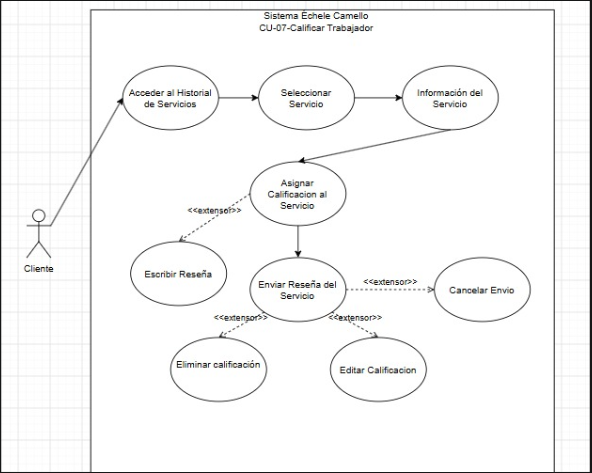 Sistema Échele Camello
CU-07-Calificar Trabajador
Acceder al Historial
de Servicios
Seleccionar
Servicio
Información del
Servicio
Asignar
Calificacion al
Servicio
<<extensor>>
Cliente
Escribir Reseña
Enviar Reseña del
Servicio
<<extensor>>
Cancelar Envio
<<extensor>>
<<extensor>>
Eliminar calificación
Editar Calificacion